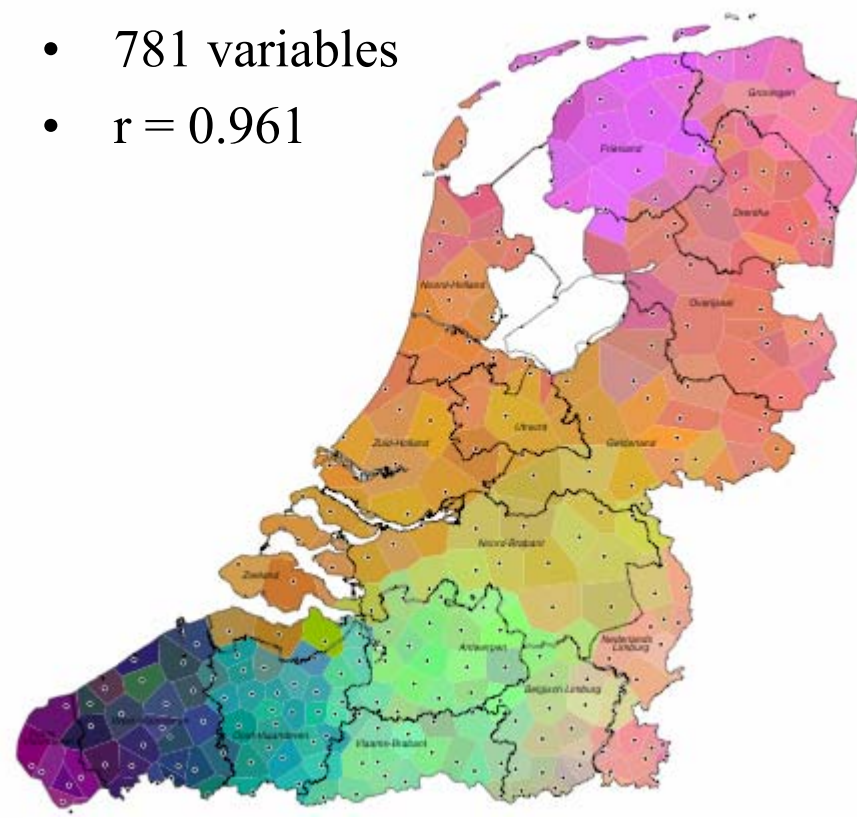 • 781 variables
• r = 0.961
Groningen
Friesland
Drenthe
Noord-Holland
Overijssel
Utrecht
Zuid-Holland
Gelderland
Noord-Brabant
Zeeland
Nederlands
Limburg
Antwerpen
Belgisch-Limburg
Oost-Vlaanderen
Vlaams-Brabant